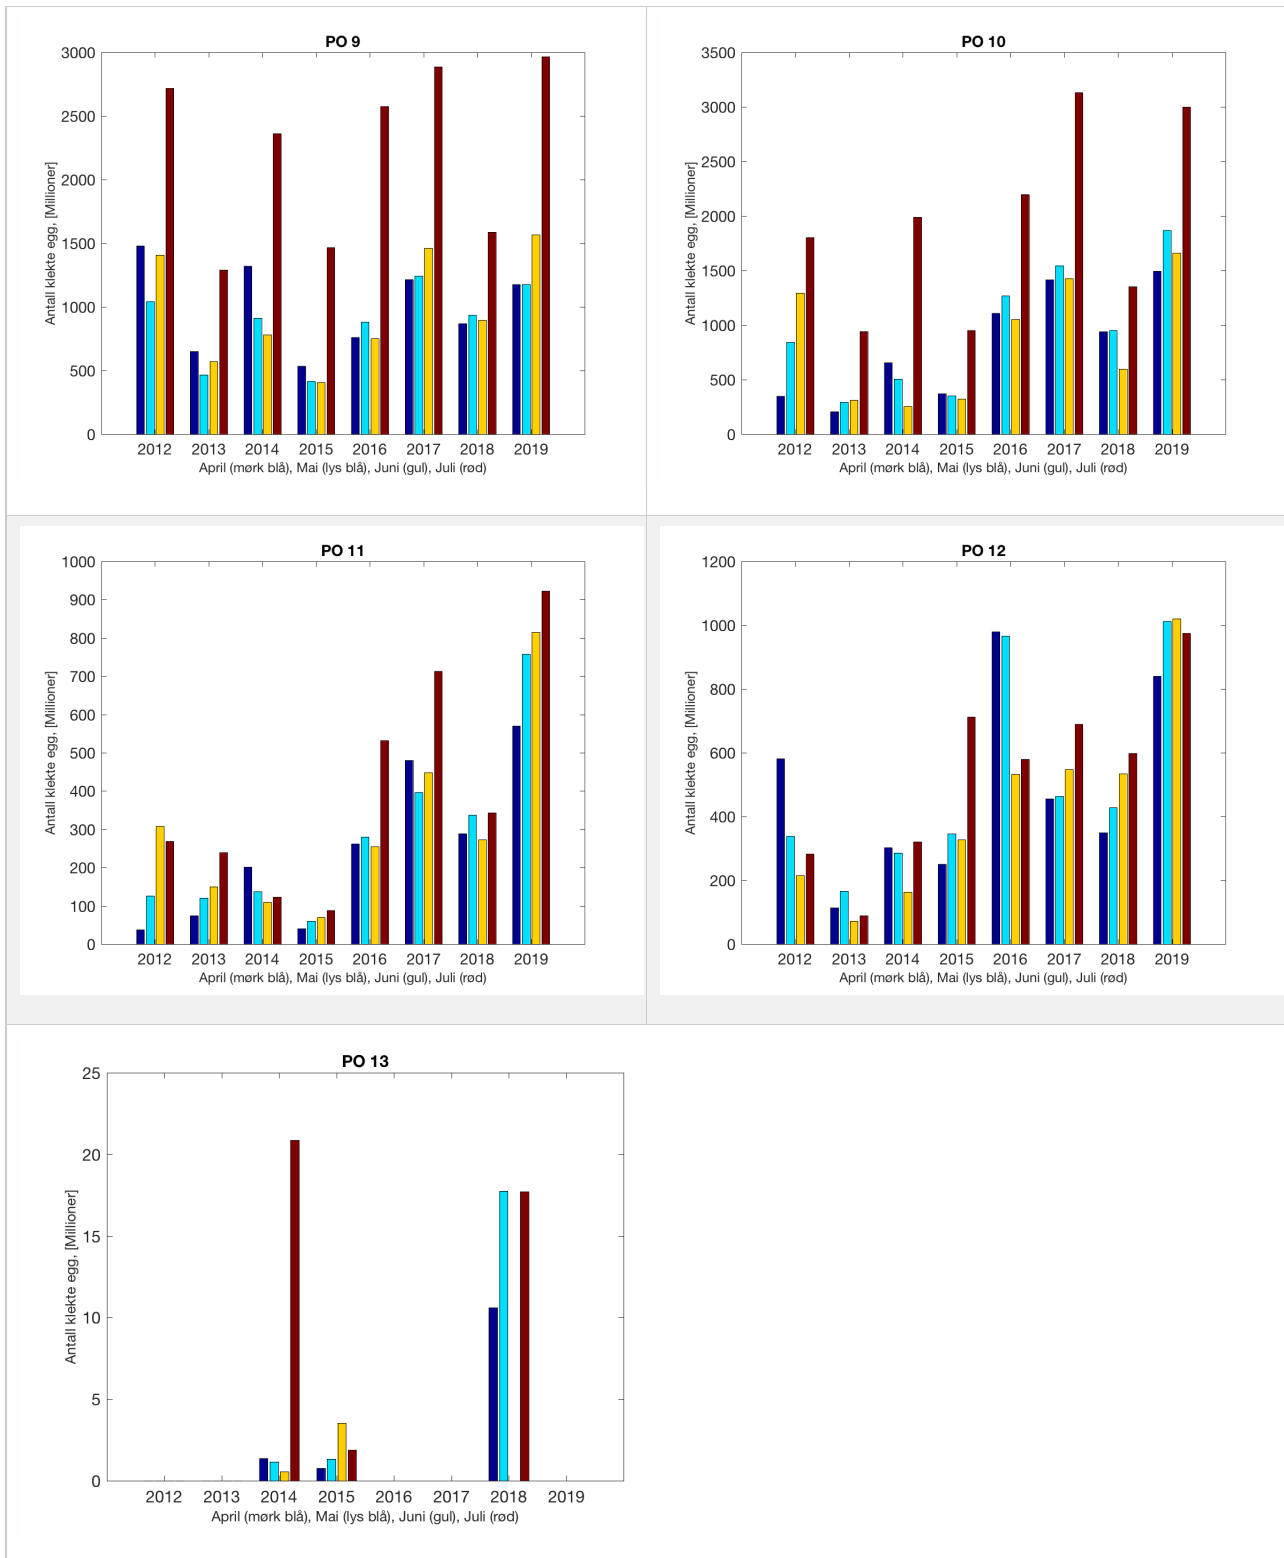 PO 9
3000
2500
2000
1500
1000
500
0
Antall klekte egg, [Millioner]
2012 2013 2014 2015 2016 2017 2018 2019
April (mørk blå), Mai (lys blå), Juni (gul), Juli (rød)
PO 10
3500
3000
2500
2000
1500
1000
500
0
Antall klekte egg, [Millioner]
2012 2013 2014 2015 2016 2017 2018 2019
April (mørk blå), Mai (lys blå), Juni (gul), Juli (rød)
PO 11
1000
900
800
700
600
500
400
300
200
100
0
Antall klekte egg, [Millioner]
2012 2013 2014 2015 2016 2017 2018 2019
April (mørk blå), Mai (lys blå), Juni (gul), Juli (rød)
PO 12
1200
1000
800
600
400
200
0
Antall klekte egg, [Millioner]
2012 2013 2014 2015 2016 2017 2018 2019
April (mørk blå), Mai (lys blå), Juni (gul), Juli (rød)
PO 13
25
20
15
10
5
0
Antall klekte egg, [Millioner]
2012 2013 2014 2015 2016 2017 2018 2019
April (mørk blå), Mai (lys blå), Juni (gul), Juli (rød)